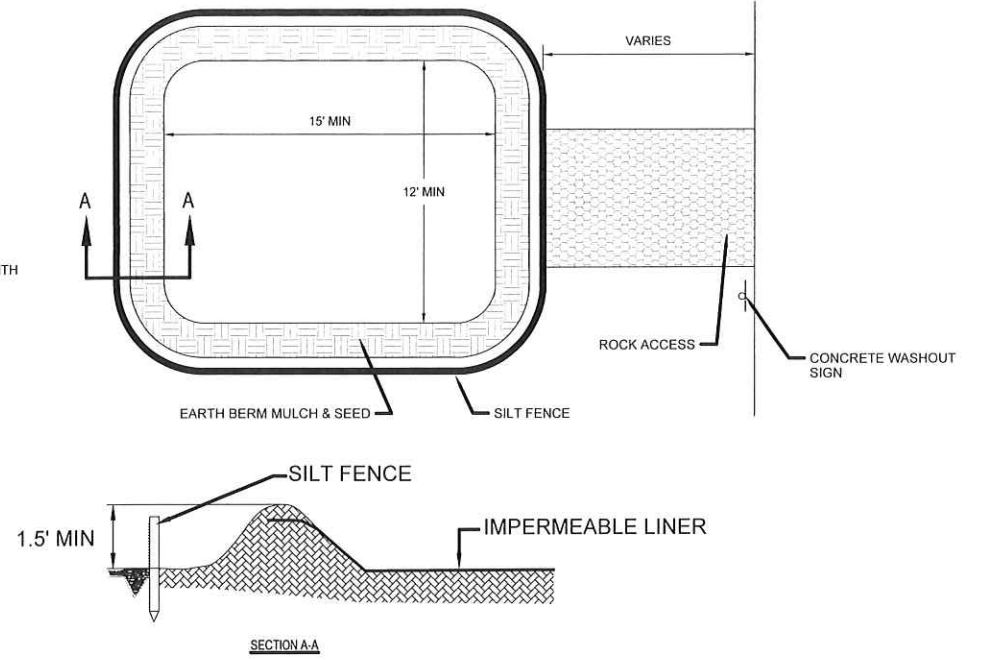 VARIES
15' MIN
12' MIN
A
A
ITH
ROCK ACCESS
CONCRETE WASHOUT
SIGN
EARTH BERM MULCH & SEED
SILT FENCE
SILT FENCE
1.5' MIN
IMPERMEABLE LINER
SECTION A-A